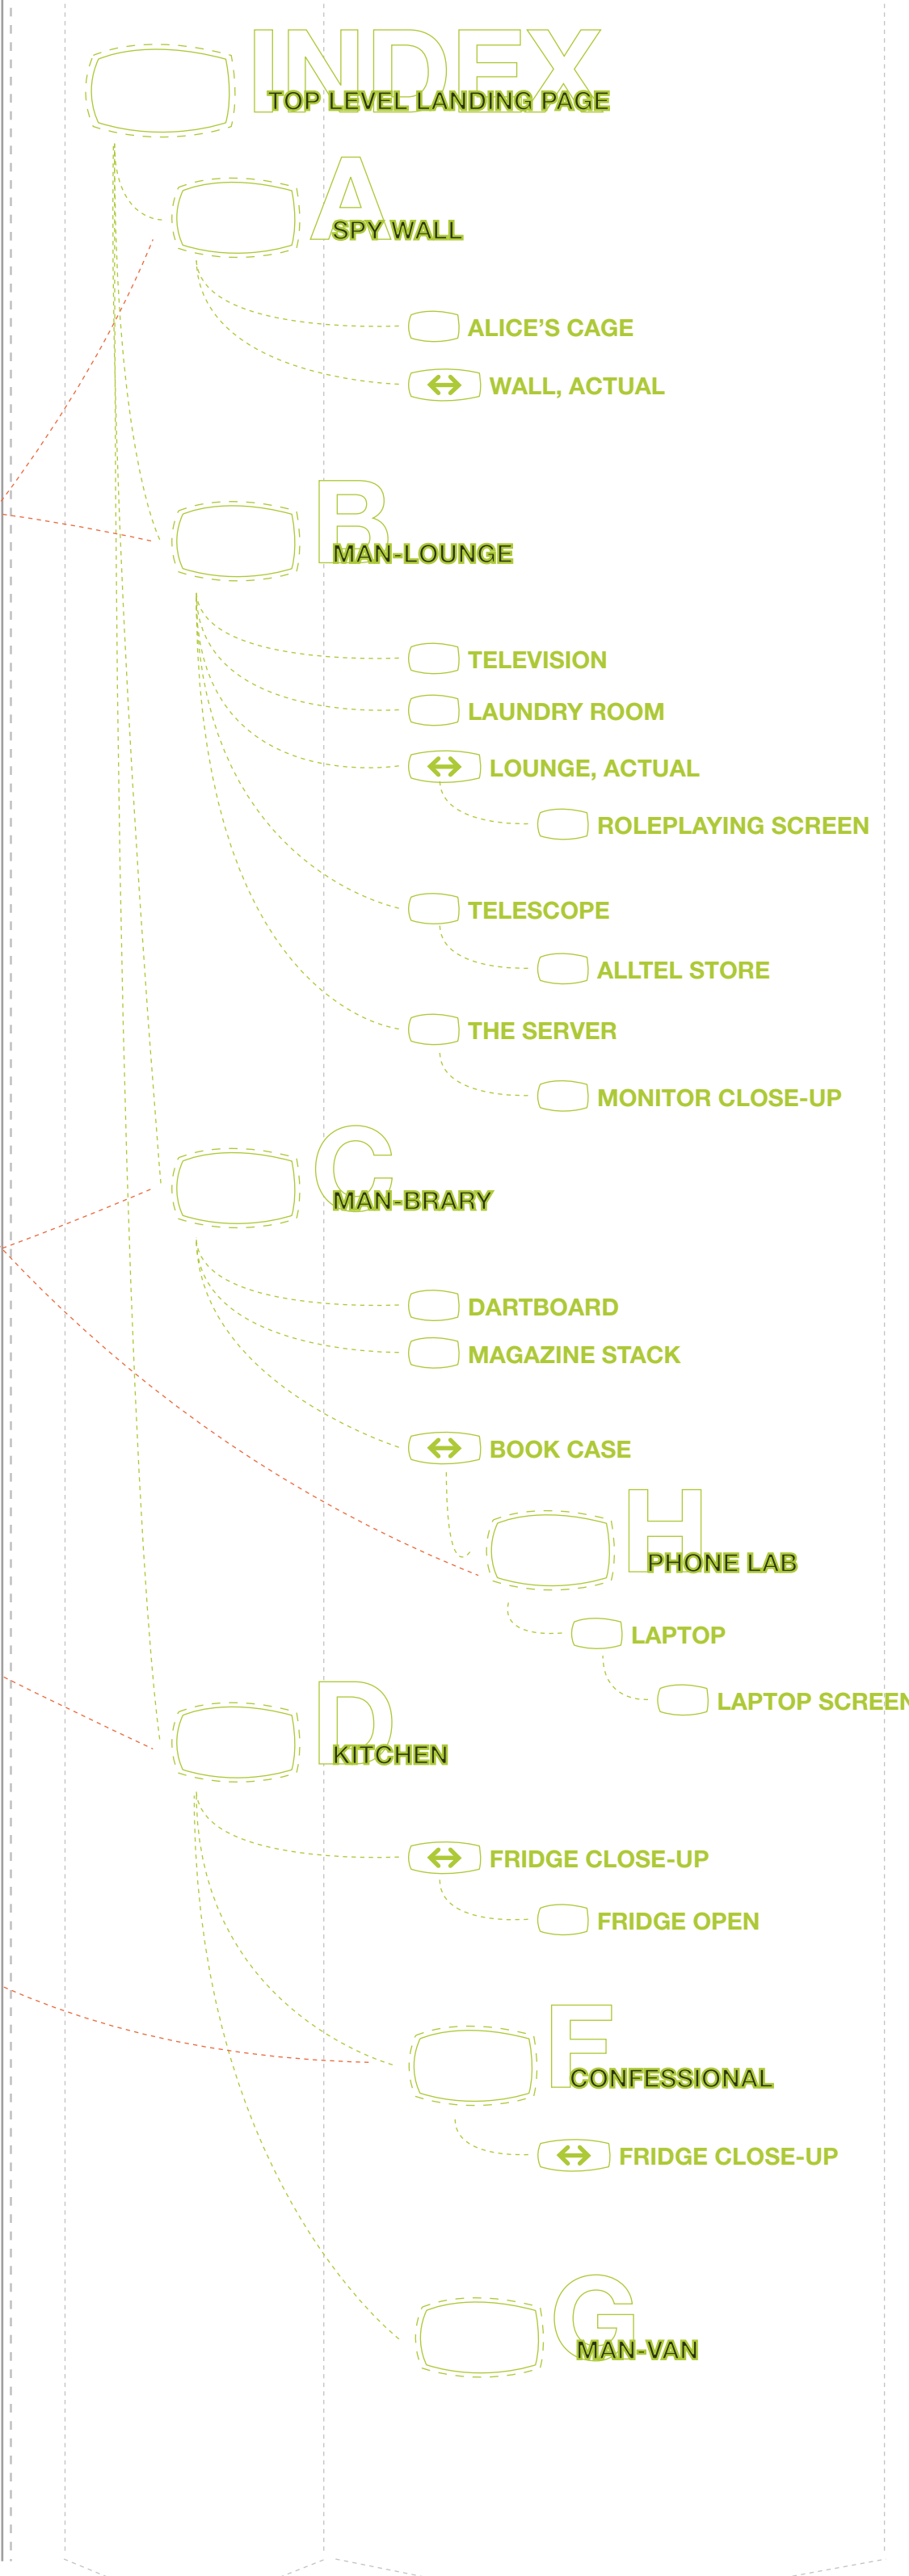 INDEX
TOP LEVEL LANDING PAGE
A
SPY WALL
ALICE’S CAGE
WALL, ACTUAL
B
MAN-LOUNGE
TELEVISION
LAUNDRY ROOM
LOUNGE, ACTUAL
ROLEPLAYING SCREEN
TELESCOPE
ALLTEL STORE
THE SERVER
MONITOR CLOSE-UP
C
MAN-BRARY
DARTBOARD
MAGAZINE STACK
BOOK CASE
H
PHONE LAB
LAPTOP
LAPTOP SCREEN
D
KITCHEN
FRIDGE CLOSE-UP
FRIDGE OPEN
F
CONFESSIONAL
FRIDGE CLOSE-UP
G
MAN-VAN